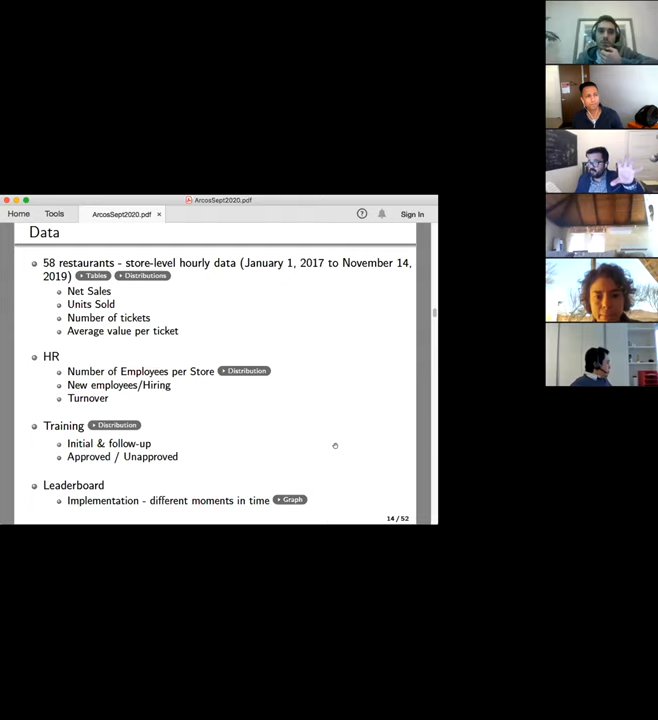 ArcosSept2020.pdf
Home Tools ArcosSept2020.pdf × ? Sign In
Data
58 restaurants - store-level hourly data (January 1, 2017 to November 14,
2019) Tables Distributions
Net Sales
Units Sold
Number of tickets
Average value per ticket
HR
Number of Employees per Store Distribution
New employees/Hiring
Turnover
Training Distribution
Initial & follow-up
Approved / Unapproved
Leaderboard
Implementation - different moments in time Graph
14 / 52